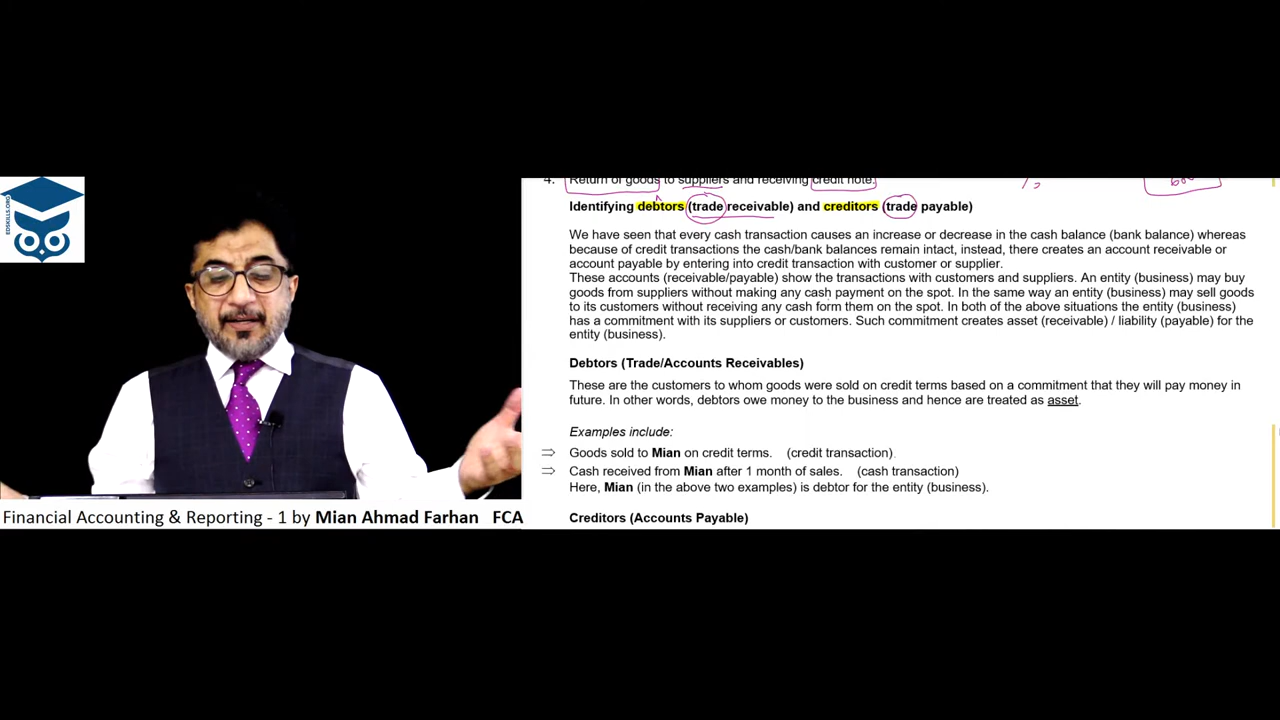 EDSKILLS.ORG
4. Return of goods to suppliers and receiving credit note.
Identifying debtors (trade receivable) and creditors (trade payable)
We have seen that every cash transaction causes an increase or decrease in the cash balance (bank balance) whereas
because of credit transactions the cash/bank balances remain intact, instead, there creates an account receivable or
account payable by entering into credit transaction with customer or supplier.
These accounts (receivable/payable) show the transactions with customers and suppliers. An entity (business) may buy
goods from suppliers without making any cash payment on the spot. In the same way an entity (business) may sell goods
to its customers without receiving any cash form them on the spot. In both of the above situations the entity (business)
has a commitment with its suppliers or customers. Such commitment creates asset (receivable) / liability (payable) for the
entity (business).
Debtors (Trade/Accounts Receivables)
These are the customers to whom goods were sold on credit terms based on a commitment that they will pay money in
future. In other words, debtors owe money to the business and hence are treated as asset.
Examples include:
⇒ Goods sold to Mian on credit terms. (credit transaction)
⇒ Cash received from Mian after 1 month of sales. (cash transaction)
Here, Mian (in the above two examples) is debtor for the entity (business).
Creditors (Accounts Payable)
Financial Accounting & Reporting - 1 by Mian Ahmad Farhan FCA